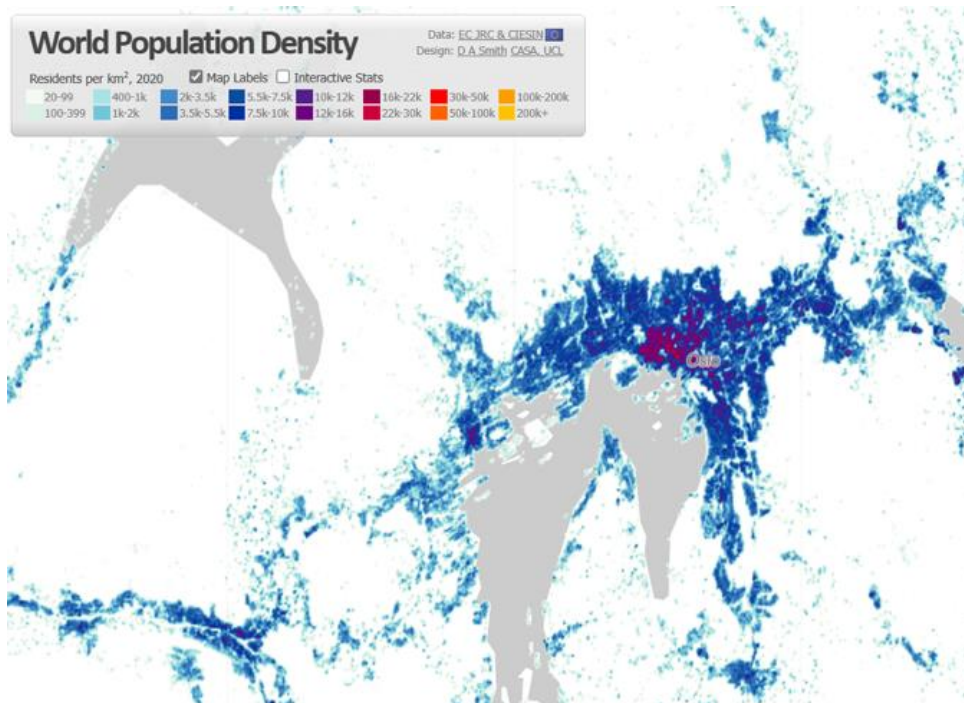 World Population Density
Data: EC JRC & CIESIN
Design: D A Smith CASA, UCL
Residents per km², 2020
Map Labels
Interactive Stats
20-99 400-1k 2k-3.5k 5.5k-7.5k 10k-12k 16k-22k 30k-50k 100k-200k
100-399 1k-2k 3.5k-5.5k 7.5k-10k 12k-16k 22k-30k 50k-100k 200k+
Oslo